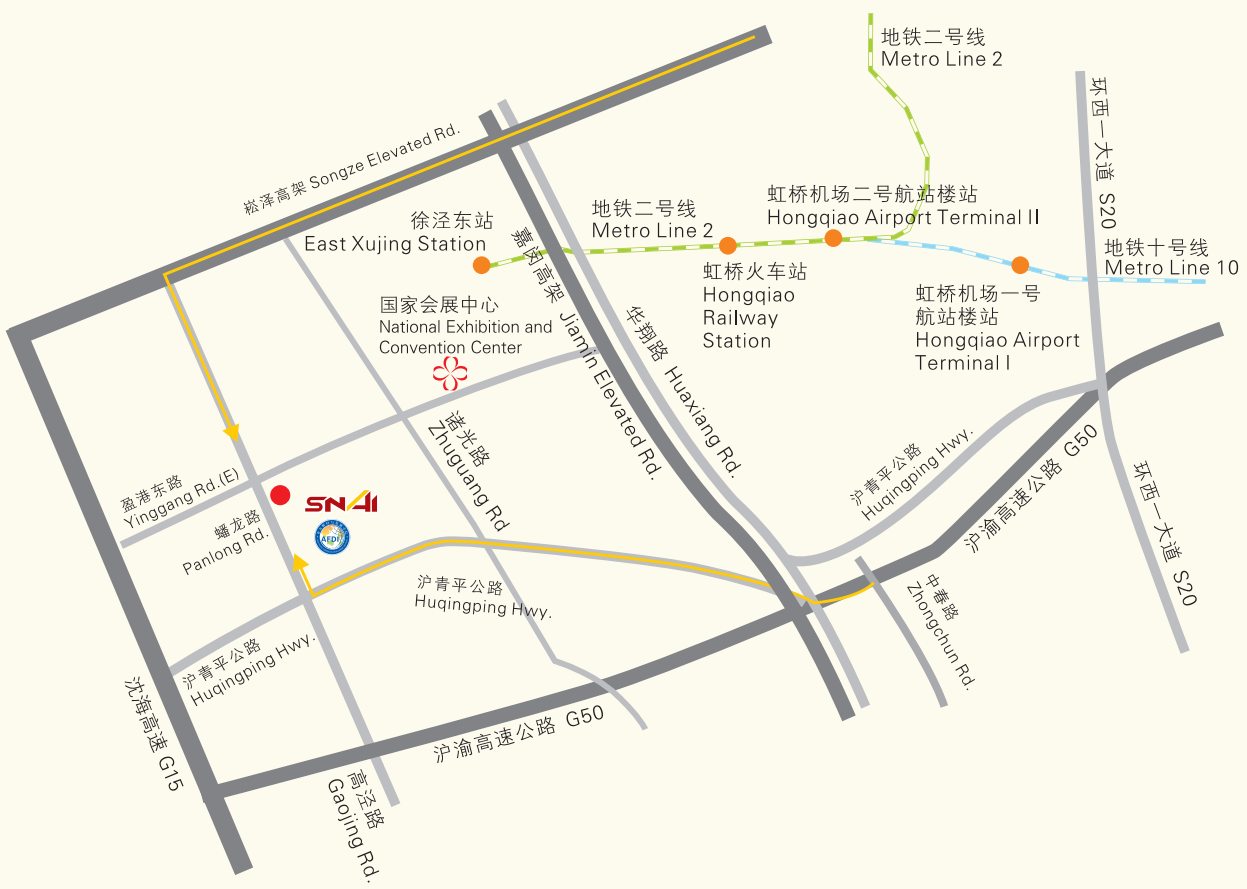 地铁二号线
Metro Line 2
环西一大道 S20
崧泽高架 Songze Elevated Rd.
徐泾东站
East Xujing Station
地铁二号线
Metro Line 2
虹桥机场二号航站楼站
Hongqiao Airport Terminal II
地铁十号线
Metro Line 10
嘉闵高架 Jiamin Elevated Rd.
虹桥火车站
Hongqiao
Railway
Station
虹桥机场一号
航站楼站
Hongqiao Airport
Terminal I
国家会展中心
National Exhibition and
Convention Center
华翔路 Huaxiang Rd.
诸光路
Zhuguang Rd
沪青平公路
Huqingping Hwy.
沪渝高速公路 G50
盈港东路
Yinggang Rd.(E)
SNAI
AFDI
蟠龙路
Panlong Rd.
环西一大道 S20
沪青平公路
Huqingping Hwy.
中春路
Zhongchun Rd.
沪青平公路
Huqingping Hwy.
沈海高速 G15
沪渝高速公路 G50
高泾路
Gaojing Rd.